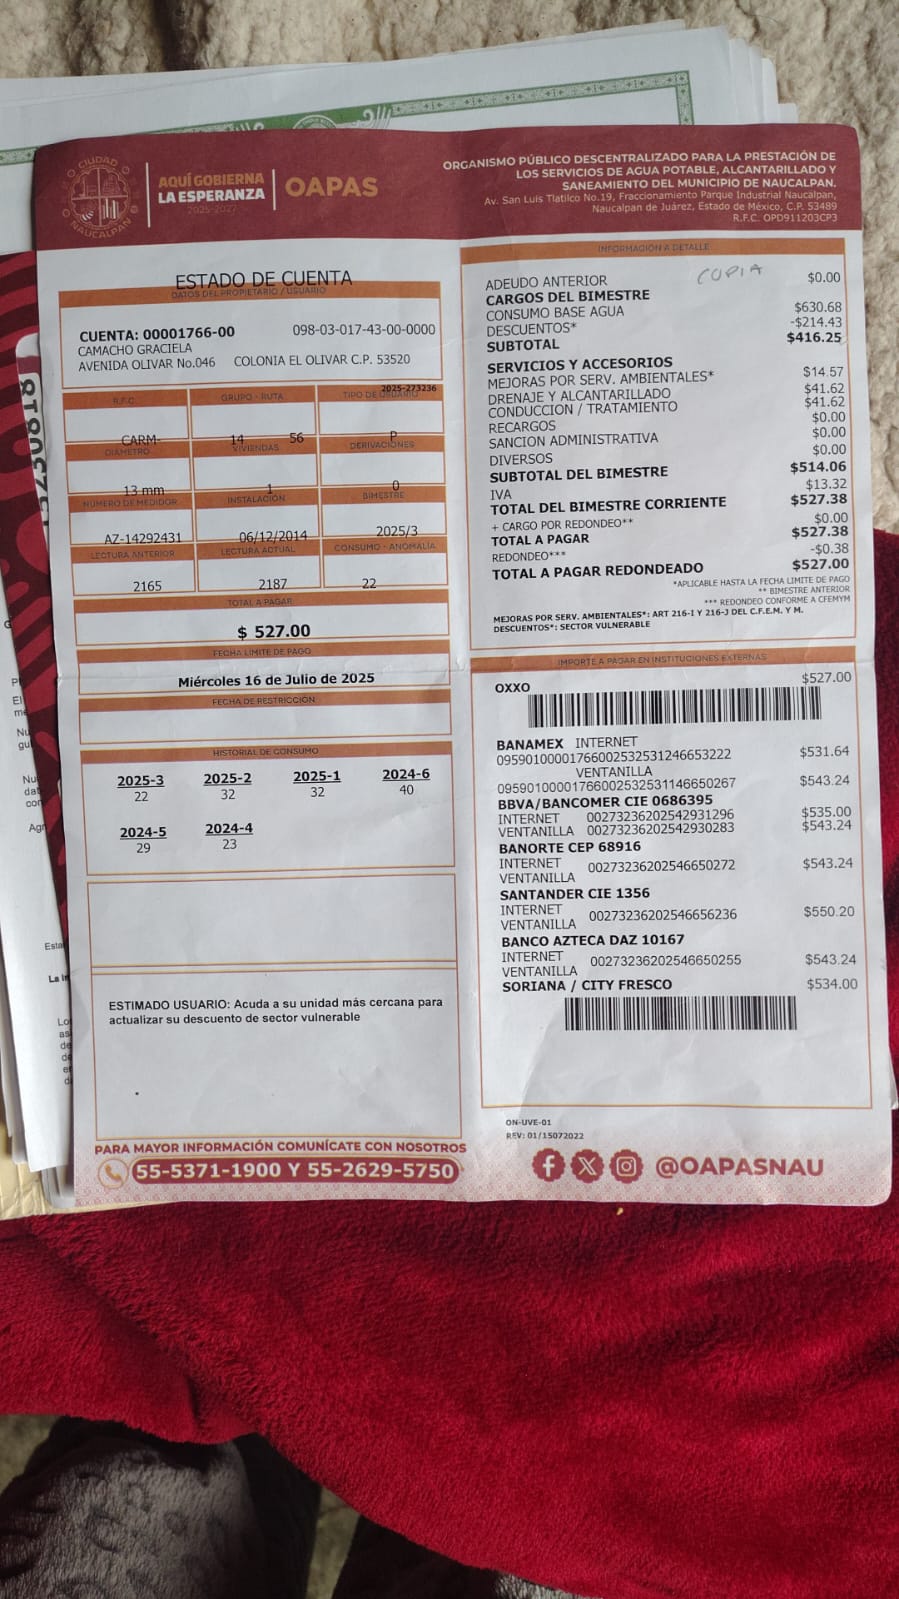 CIUDAD
NAUCALPAN
AQUÍ GOBIERNA
LA ESPERANZA
2025-2027
OAPAS
ORGANISMO PÚBLICO DESCENTRALIZADO PARA LA PRESTACIÓN DE
LOS SERVICIOS DE AGUA POTABLE, ALCANTARILLADO Y
SANEAMIENTO DEL MUNICIPIO DE NAUCALPAN.
Av. San Luis Tlatilco No.19, Fraccionamiento Parque Industrial Naucalpan,
Naucalpan de Juárez, Estado de México, C.P. 53489
R.F.C. OPD911203CP3
ESTADO DE CUENTA
DATOS DEL PROPIETARIO / USUARIO
CUENTA: 00001766-00 098-03-017-43-00-0000
CAMACHO GRACIELA
AVENIDA OLIVAR No.046 COLONIA EL OLIVAR C.P. 53520
2025-273236
R.F.C. GRUPO - RUTA TIPO DE USUARIO
CARM- 14 56 P
DIÁMETRO VIVIENDAS DERIVACIONES
13 mm 1 0
NÚMERO DE MEDIDOR INSTALACIÓN BIMESTRE
AZ-14292431 06/12/2014 2025/3
LECTURA ANTERIOR LECTURA ACTUAL CONSUMO - ANOMALÍA
2165 2187 22
TOTAL A PAGAR
$ 527.00
FECHA LÍMITE DE PAGO
Miércoles 16 de Julio de 2025
FECHA DE RESTRICCIÓN
HISTORIAL DE CONSUMO
2025-3 2025-2 2025-1 2024-6
22 32 32 40
2024-5 2024-4
29 23
ESTIMADO USUARIO: Acuda a su unidad más cercana para
actualizar su descuento de sector vulnerable
PARA MAYOR INFORMACIÓN COMUNÍCATE CON NOSOTROS
55-5371-1900 Y 55-2629-5750
INFORMACIÓN A DETALLE
COPIA
ADEUDO ANTERIOR $0.00
CARGOS DEL BIMESTRE
CONSUMO BASE AGUA $630.68
DESCUENTOS* -$214.43
SUBTOTAL $416.25
SERVICIOS Y ACCESORIOS
MEJORAS POR SERV. AMBIENTALES* $14.57
DRENAJE Y ALCANTARILLADO $41.62
CONDUCCION / TRATAMIENTO $41.62
RECARGOS $0.00
SANCION ADMINISTRATIVA $0.00
DIVERSOS $0.00
SUBTOTAL DEL BIMESTRE $514.06
IVA $13.32
TOTAL DEL BIMESTRE CORRIENTE $527.38
+ CARGO POR REDONDEO** $0.00
TOTAL A PAGAR $527.38
REDONDEO*** -$0.38
TOTAL A PAGAR REDONDEADO $527.00
*APLICABLE HASTA LA FECHA LIMITE DE PAGO
** BIMESTRE ANTERIOR
*** REDONDEO CONFORME A CFEMYM
MEJORAS POR SERV. AMBIENTALES*: ART 216-I Y 216-J DEL C.F.E.M. Y M.
DESCUENTOS*: SECTOR VULNERABLE
IMPORTE A PAGAR EN INSTITUCIONES EXTERNAS
OXXO $527.00
BANAMEX INTERNET
09590100001766002532531246653222 $531.64
VENTANILLA
09590100001766002532531146650267 $543.24
BBVA/BANCOMER CIE 0686395
INTERNET 00273236202542931296 $535.00
VENTANILLA 00273236202542930283 $543.24
BANORTE CEP 68916
INTERNET
VENTANILLA 00273236202546650272 $543.24
SANTANDER CIE 1356
INTERNET
VENTANILLA 00273236202546656236 $550.20
BANCO AZTECA DAZ 10167
INTERNET
VENTANILLA 00273236202546650255 $543.24
SORIANA / CITY FRESCO $534.00
ON-UVE-01
REV: 01/15072022
@OAPASNAU